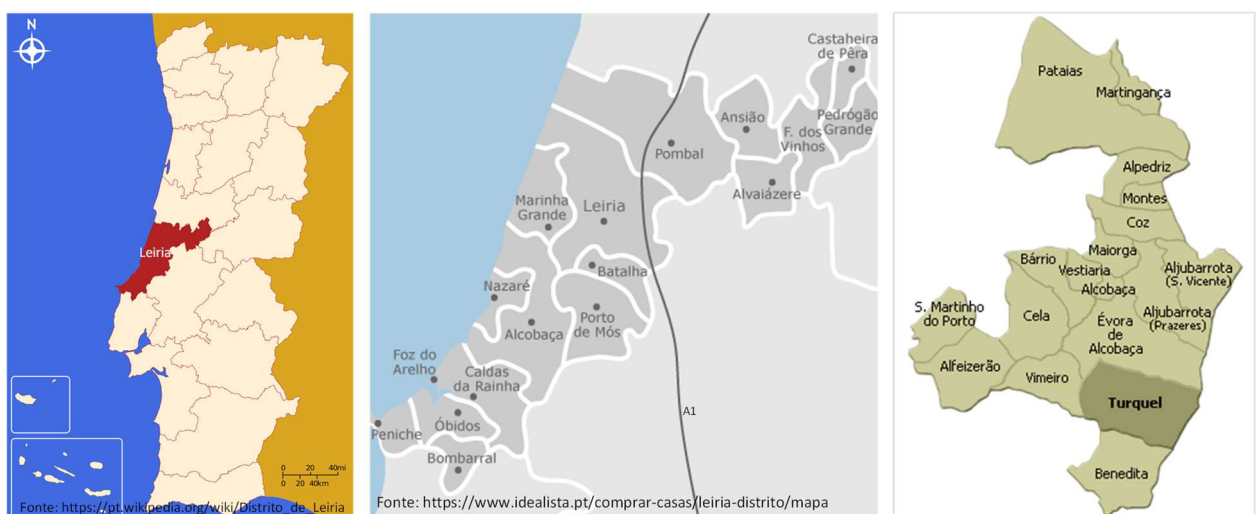 N
Leiria
0 20 40mi
0 20 40km
Fonte: https://pt.wikipedia.org/wiki/Distrito_de_Leiria
Castaheira
de Pêra
Ansião
Pedrógão
Grande
F. dos
Vinhos
Pombal
Alvaiázere
Marinha
Grande
Leiria
Batalha
Nazaré
Alcobaça
Porto
de Mós
Foz do
Arelho
Caldas
da Rainha
A1
Óbidos
Peniche
Bombarral
Fonte: https://www.idealista.pt/comprar-casas/leiria-distrito/mapa
Pataias
Martingança
Alpedriz
Montes
Coz
Maiorga
Bárrio
Vestiaria
Aljubarrota
(S. Vicente)
Alcobaça
S. Martinho
do Porto
Cela
Évora
de
Alcobaça
Aljubarrota
(Prazeres)
Alfeizerão
Vimeiro
Turquel
Benedita